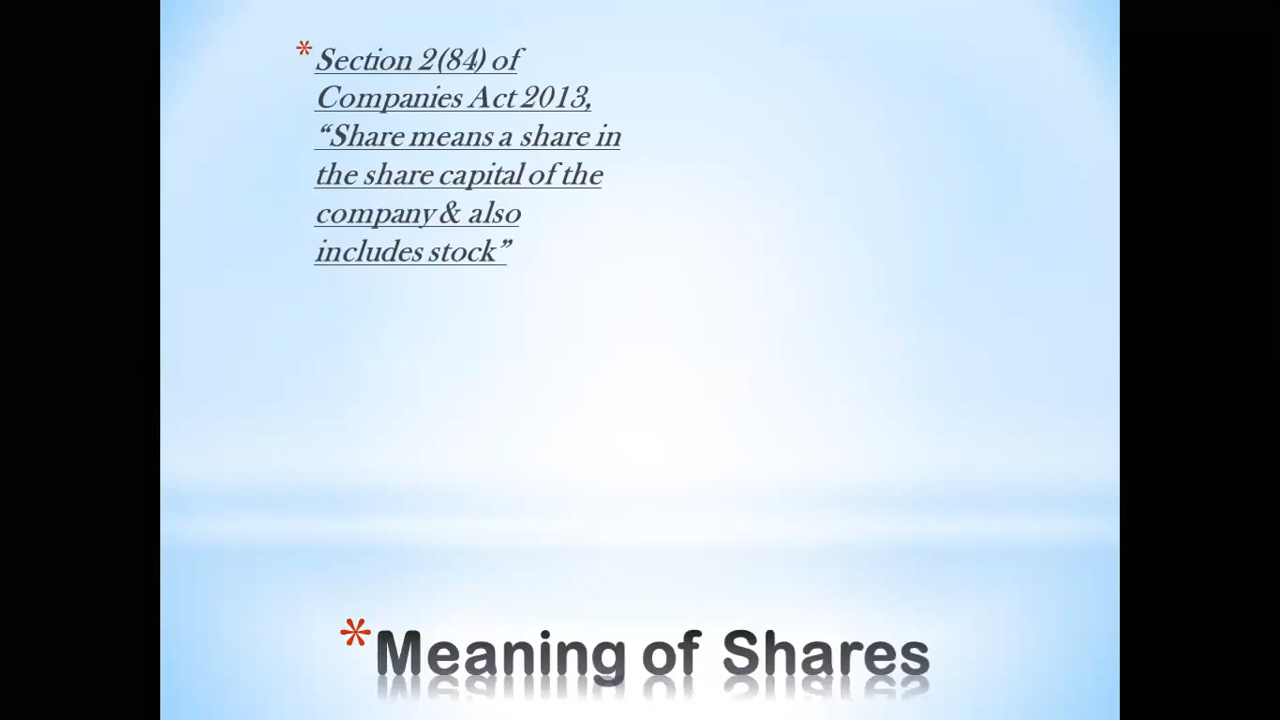 * Section 2(84) of
Companies Act 2013,
“Share means a share in
the share capital of the
company & also
includes stock”
*Meaning of Shares